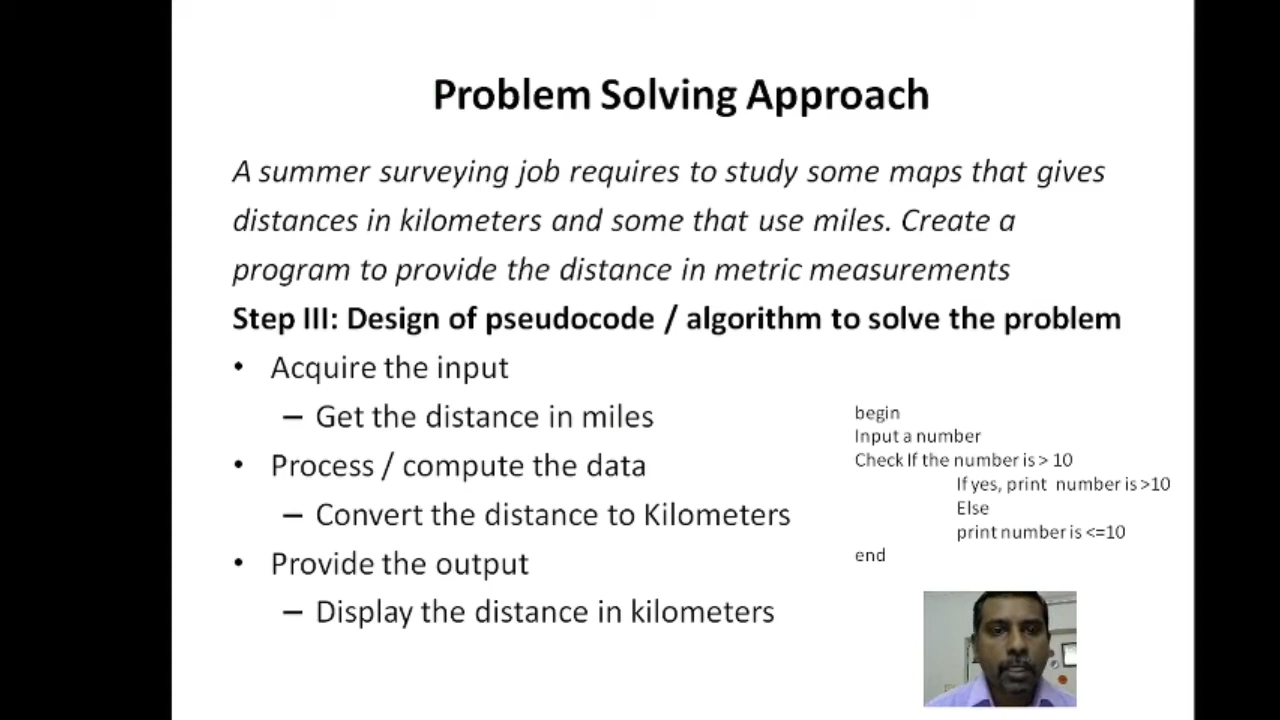 Problem Solving Approach
A summer surveying job requires to study some maps that gives
distances in kilometers and some that use miles. Create a
program to provide the distance in metric measurements
Step III: Design of pseudocode / algorithm to solve the problem
• Acquire the input
– Get the distance in miles
• Process / compute the data
– Convert the distance to Kilometers
• Provide the output
– Display the distance in kilometers
begin
Input a number
Check If the number is > 10
If yes, print number is >10
Else
print number is <=10
end